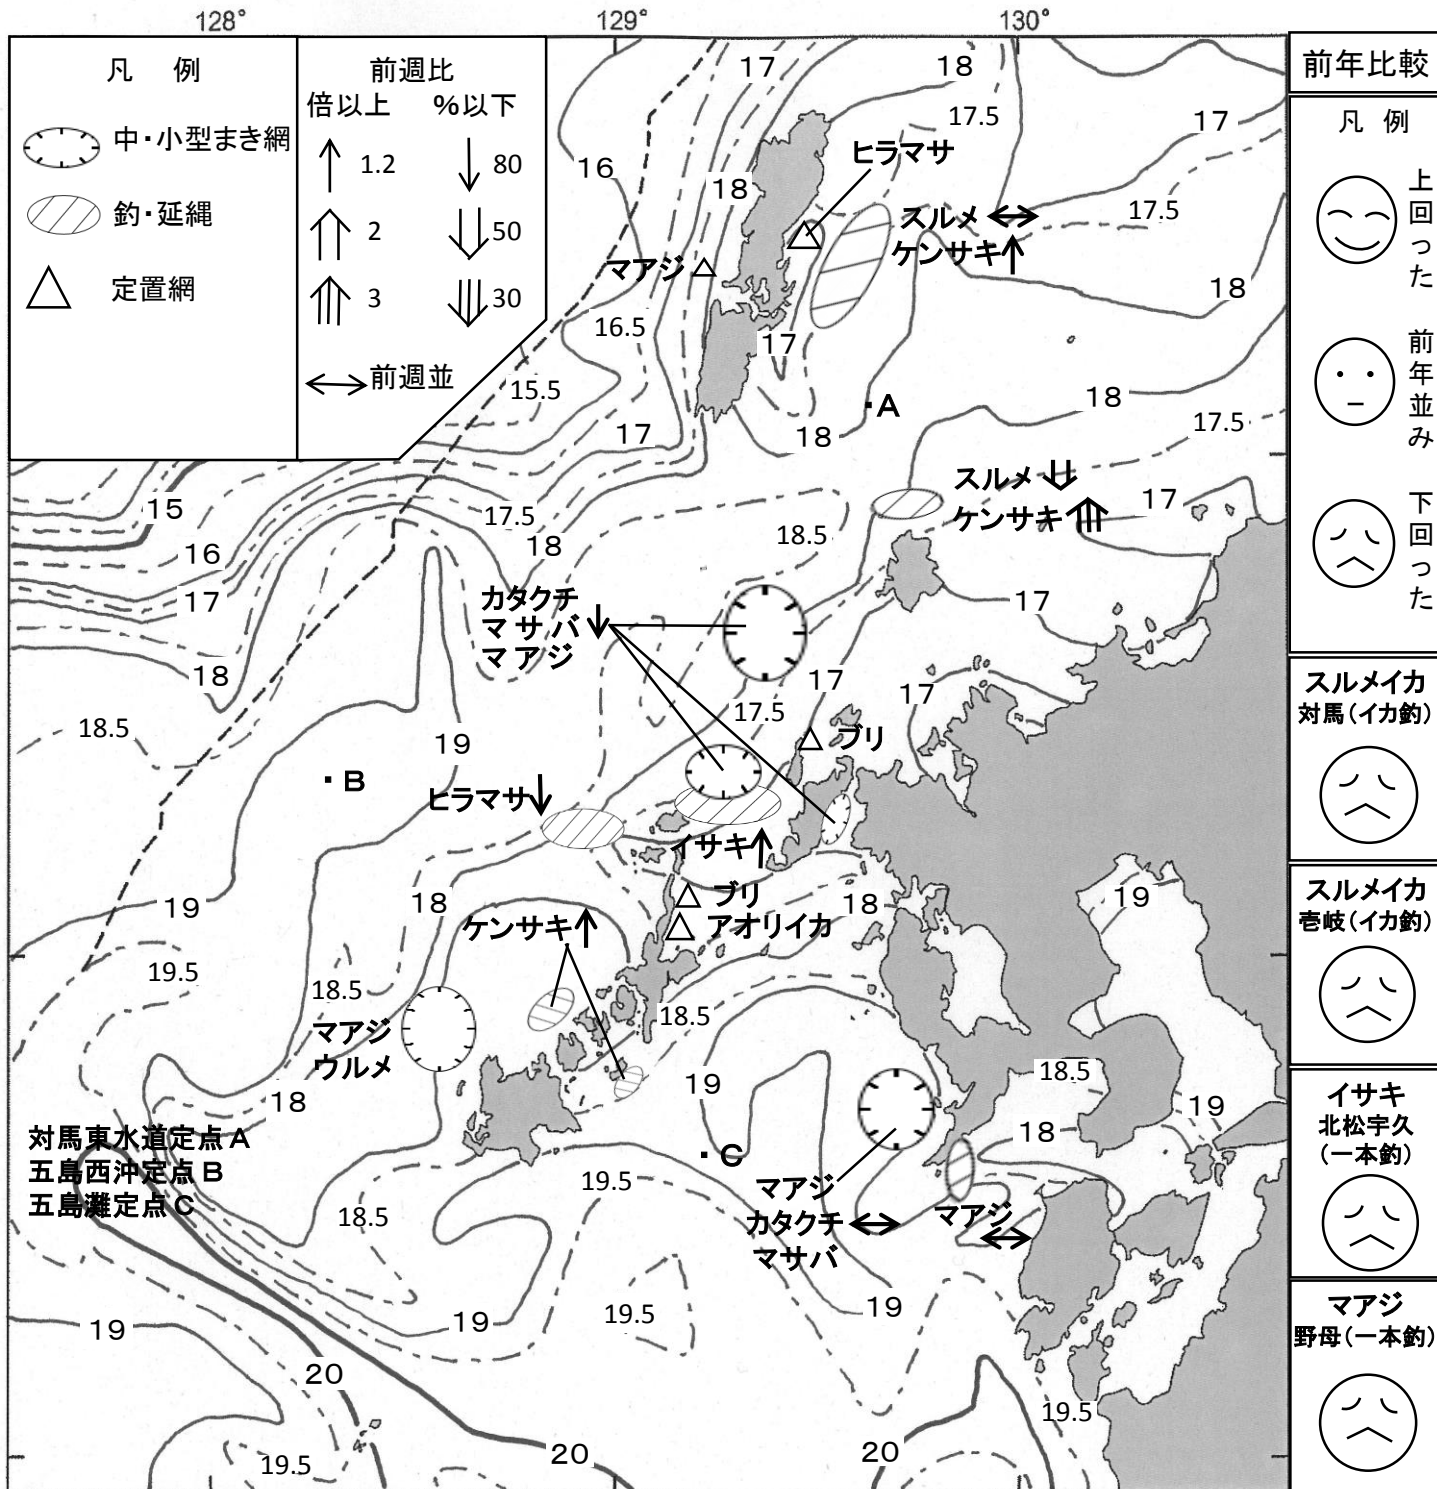 128°
129°
130°
凡 例
中・小型まき網
釣・延縄
定置網
前週比
倍以上 %以下
1.2 80
2 50
3 30
前週並
前年比較
凡 例
上回った
前年並み
下回った
スルメイカ
対馬(イカ釣)
スルメイカ
壱岐(イカ釣)
イサキ
北松宇久
(一本釣)
マアジ
野母(一本釣)
17
18
17.5
17
16
18
ヒラマサ
スルメ
ケンサキ
17.5
マアジ
18
16.5
17
15.5
A
18
17
18
17.5
スルメ
ケンサキ
17
15
17.5
18
18.5
16
17
カタクチ
マサバ
マアジ
17
18
17
17
17.5
18.5
19
ブリ
B
ヒラマサ
イサキ
19
18
ブリ
アオリイカ
18
19
ケンサキ
19.5
18.5
18.5
マアジ
ウルメ
19
18.5
18
19
18
対馬東水道定点A
五島西沖定点B
五島灘定点C
C
18.5
19.5
マアジ
カタクチ
マサバ
マアジ
19
19
19.5
19
20
19.5
20
20
19.5